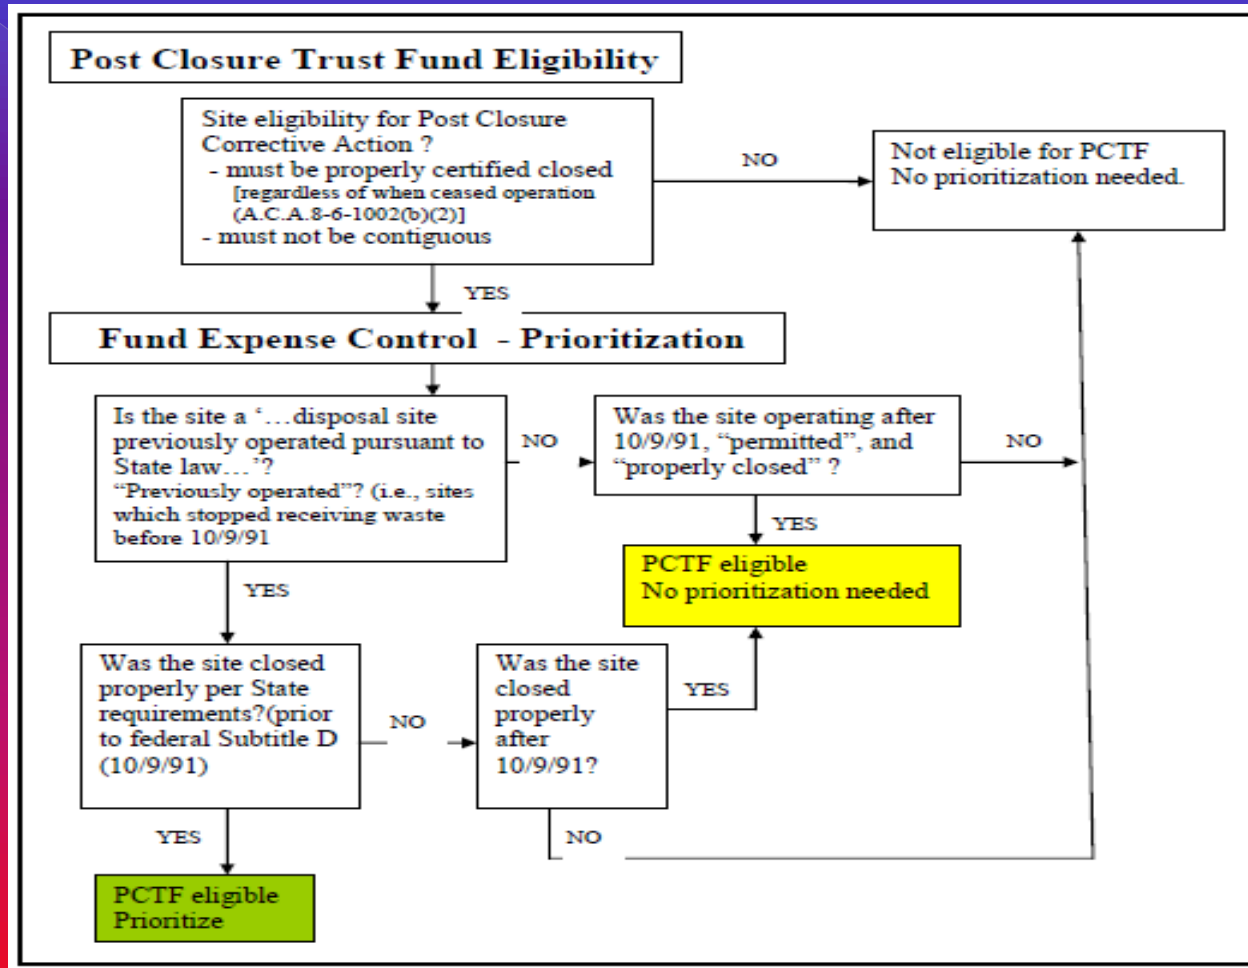 Post Closure Trust Fund Eligibility
Site eligibility for Post Closure
Corrective Action ?
- must be properly certified closed
[regardless of when ceased operation
(A.C.A.8-6-1002(b)(2)]
- must not be contiguous
NO
Not eligible for PCTF
No prioritization needed.
YES
Fund Expense Control - Prioritization
Is the site a ‘…disposal site
previously operated pursuant to
State law…’?
“Previously operated”? (i.e., sites
which stopped receiving waste
before 10/9/91
NO
Was the site operating after
10/9/91, “permitted”, and
“properly closed” ?
NO
YES
PCTF eligible
No prioritization needed
YES
Was the site closed
properly per State
requirements?(prior
to federal Subtitle D
(10/9/91)
NO
Was the site
closed
properly
after
10/9/91?
YES
NO
YES
PCTF eligible
Prioritize